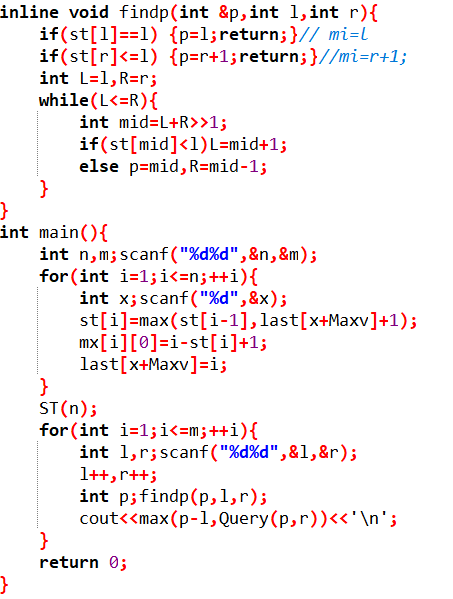 inline void findp(int &p,int l,int r){
    if(st[l]==l) {p=l;return;}// mi=l
    if(st[r]<=l) {p=r+1;return;}//mi=r+1;
    int L=l,R=r;
    while(L<=R){
        int mid=L+R>>1;
        if(st[mid]<l)L=mid+1;
        else p=mid,R=mid-1;
    }
}
int main(){
    int n,m;scanf("%d%d",&n,&m);
    for(int i=1;i<=n;++i){
        int x;scanf("%d",&x);
        st[i]=max(st[i-1],last[x+Maxv]+1);
        mx[i][0]=i-st[i]+1;
        last[x+Maxv]=i;
    }
    ST(n);
    for(int i=1;i<=m;++i){
        int l,r;scanf("%d%d",&l,&r);
        l++,r++;
        int p;findp(p,l,r);
        cout<<max(p-l,Query(p,r))<<'\n';
    }
    return 0;
}